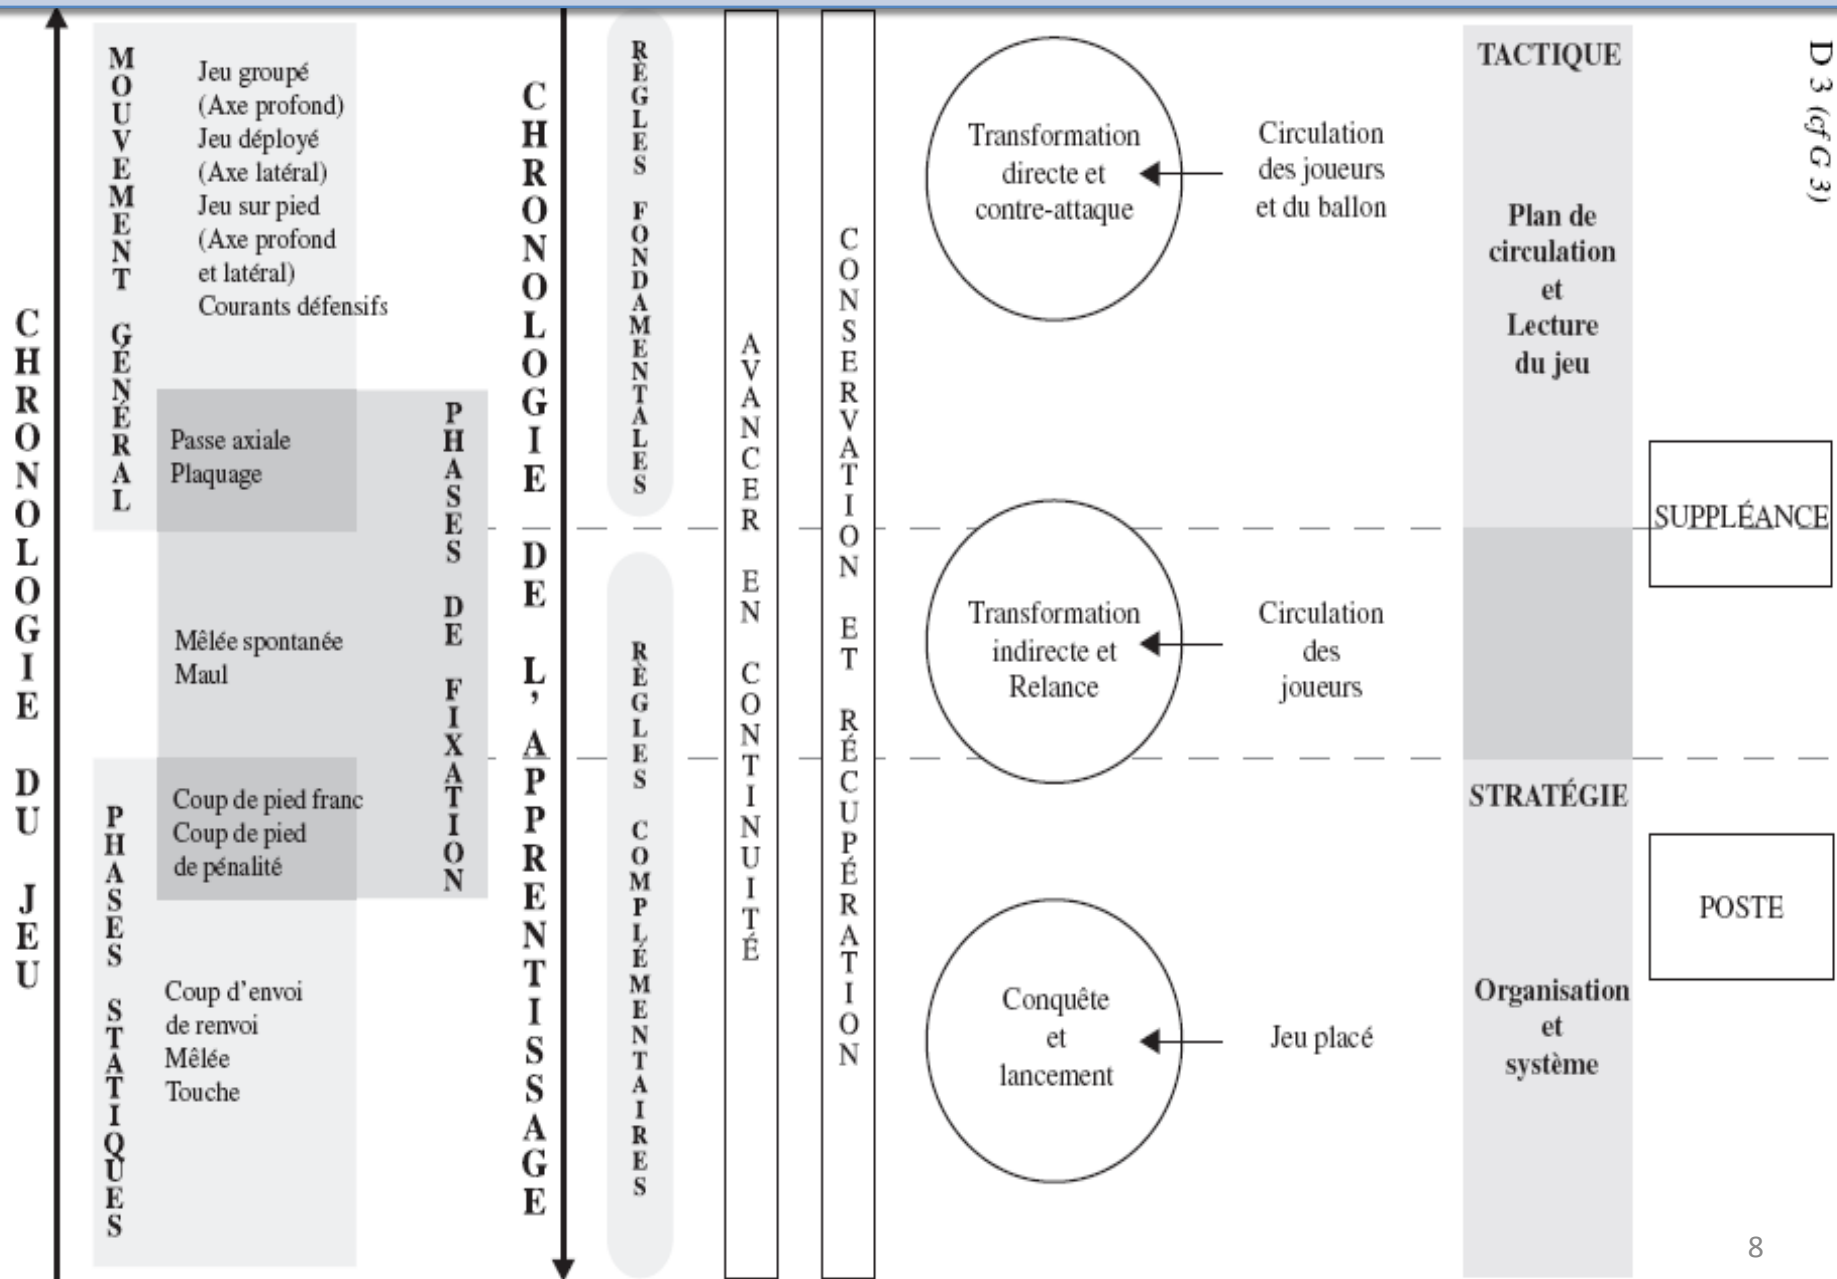 CHRONOLOGIE DU JEU
MOUVEMENT GÉNÉRAL
Jeu groupé
(Axe profond)
Jeu déployé
(Axe latéral)
Jeu sur pied
(Axe profond
et latéral)
Courants défensifs
Passe axiale
Plaquage
PHASES DE FIXATION
Mêlée spontanée
Maul
Coup de pied franc
Coup de pied
de pénalité
PHASES STATIQUES
Coup d’envoi
de renvoi
Mêlée
Touche
CHRONOLOGIE DE L’APPRENTISSAGE
RÈGLES FONDAMENTALES
RÈGLES COMPLÉMENTAIRES
AVANCER EN CONTINUITÉ
CONSERVATION ET RÉCUPÉRATION
Transformation
directe et
contre-attaque
Circulation
des joueurs
et du ballon
Transformation
indirecte et
Relance
Circulation
des
joueurs
Conquête
et
lancement
Jeu placé
TACTIQUE
Plan de
circulation
et
Lecture
du jeu
STRATÉGIE
Organisation
et
système
SUPPLÉANCE
POSTE
D 3 (cf G 3)
8